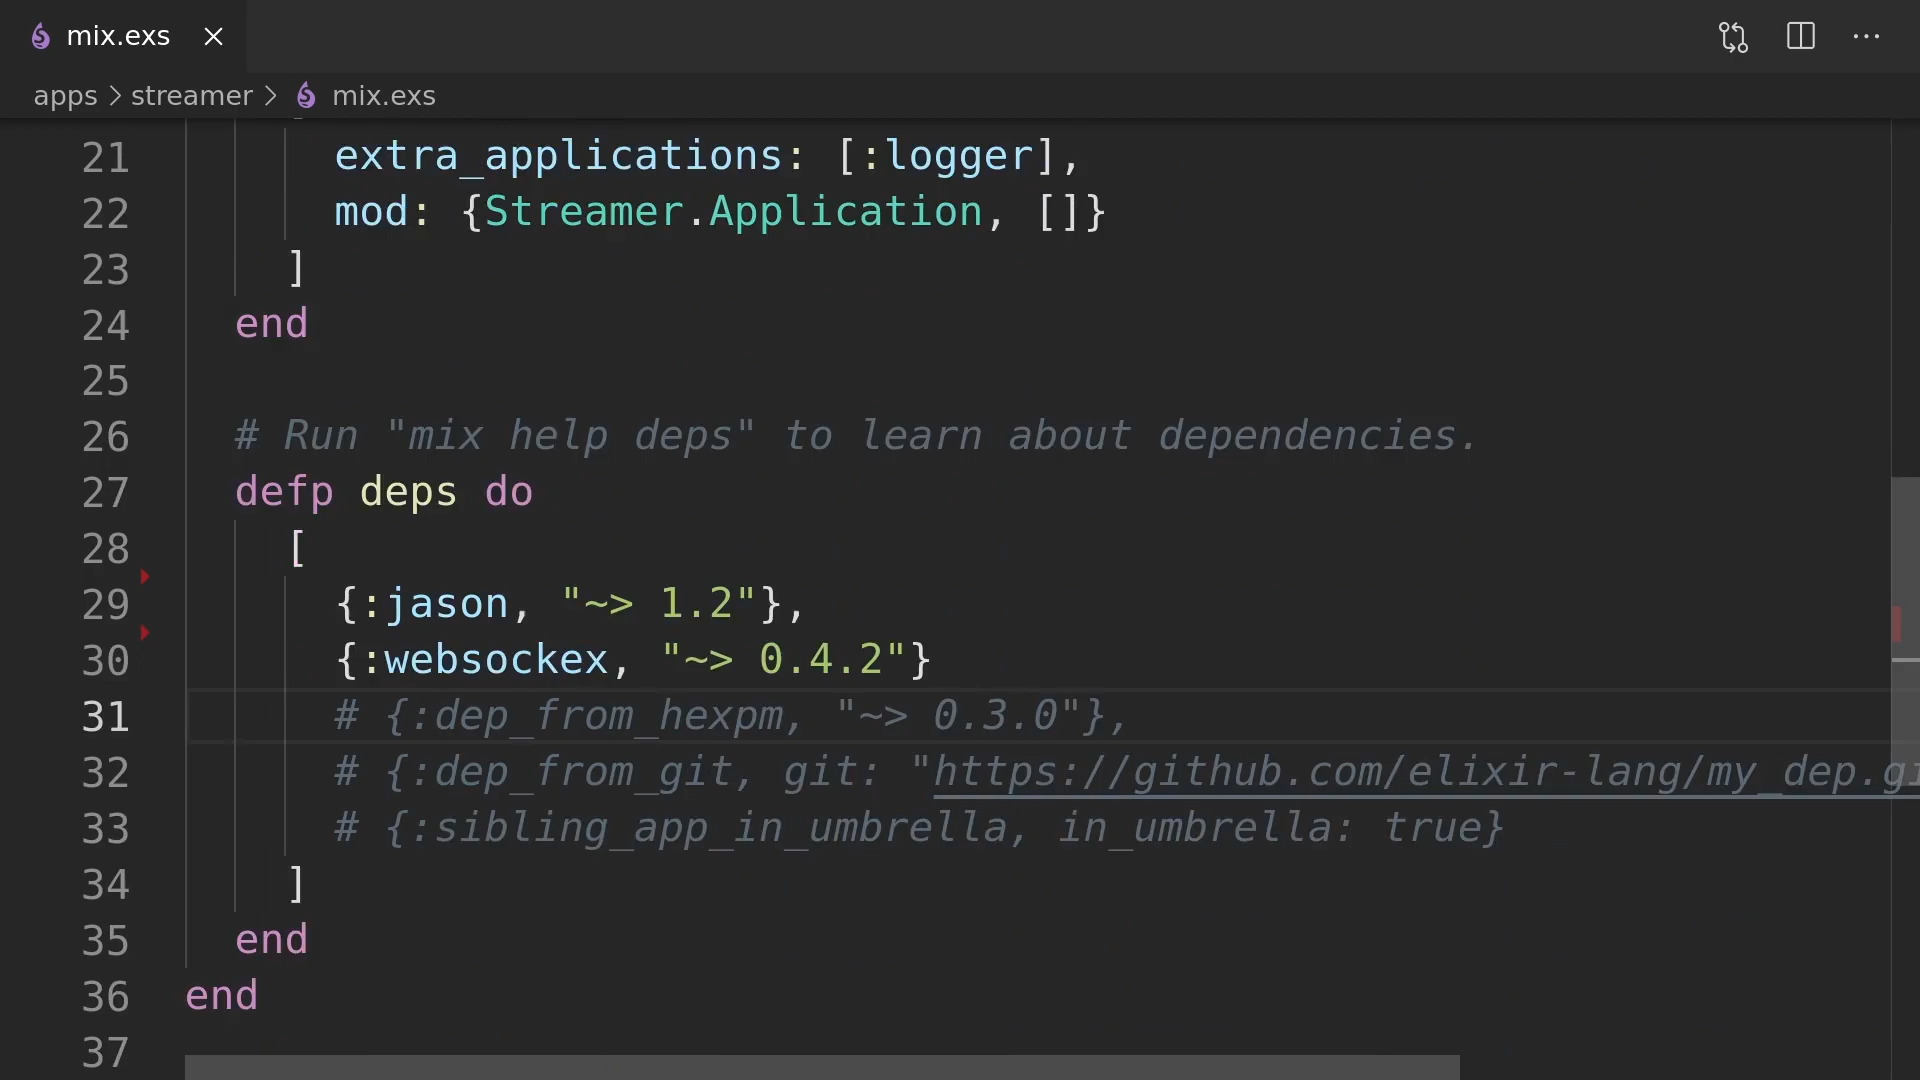 mix.exs
apps > streamer > mix.exs
21 extra_applications: [:logger],
22 mod: {Streamer.Application, []}
23 ]
24 end
25
26 # Run "mix help deps" to learn about dependencies.
27 defp deps do
28 [
29 {:jason, "~> 1.2"},
30 {:websockex, "~> 0.4.2"}
31 # {:dep_from_hexpm, "~> 0.3.0"},
32 # {:dep_from_git, git: "https://github.com/elixir-lang/my_dep.gi
33 # {:sibling_app_in_umbrella, in_umbrella: true}
34 ]
35 end
36 end
37